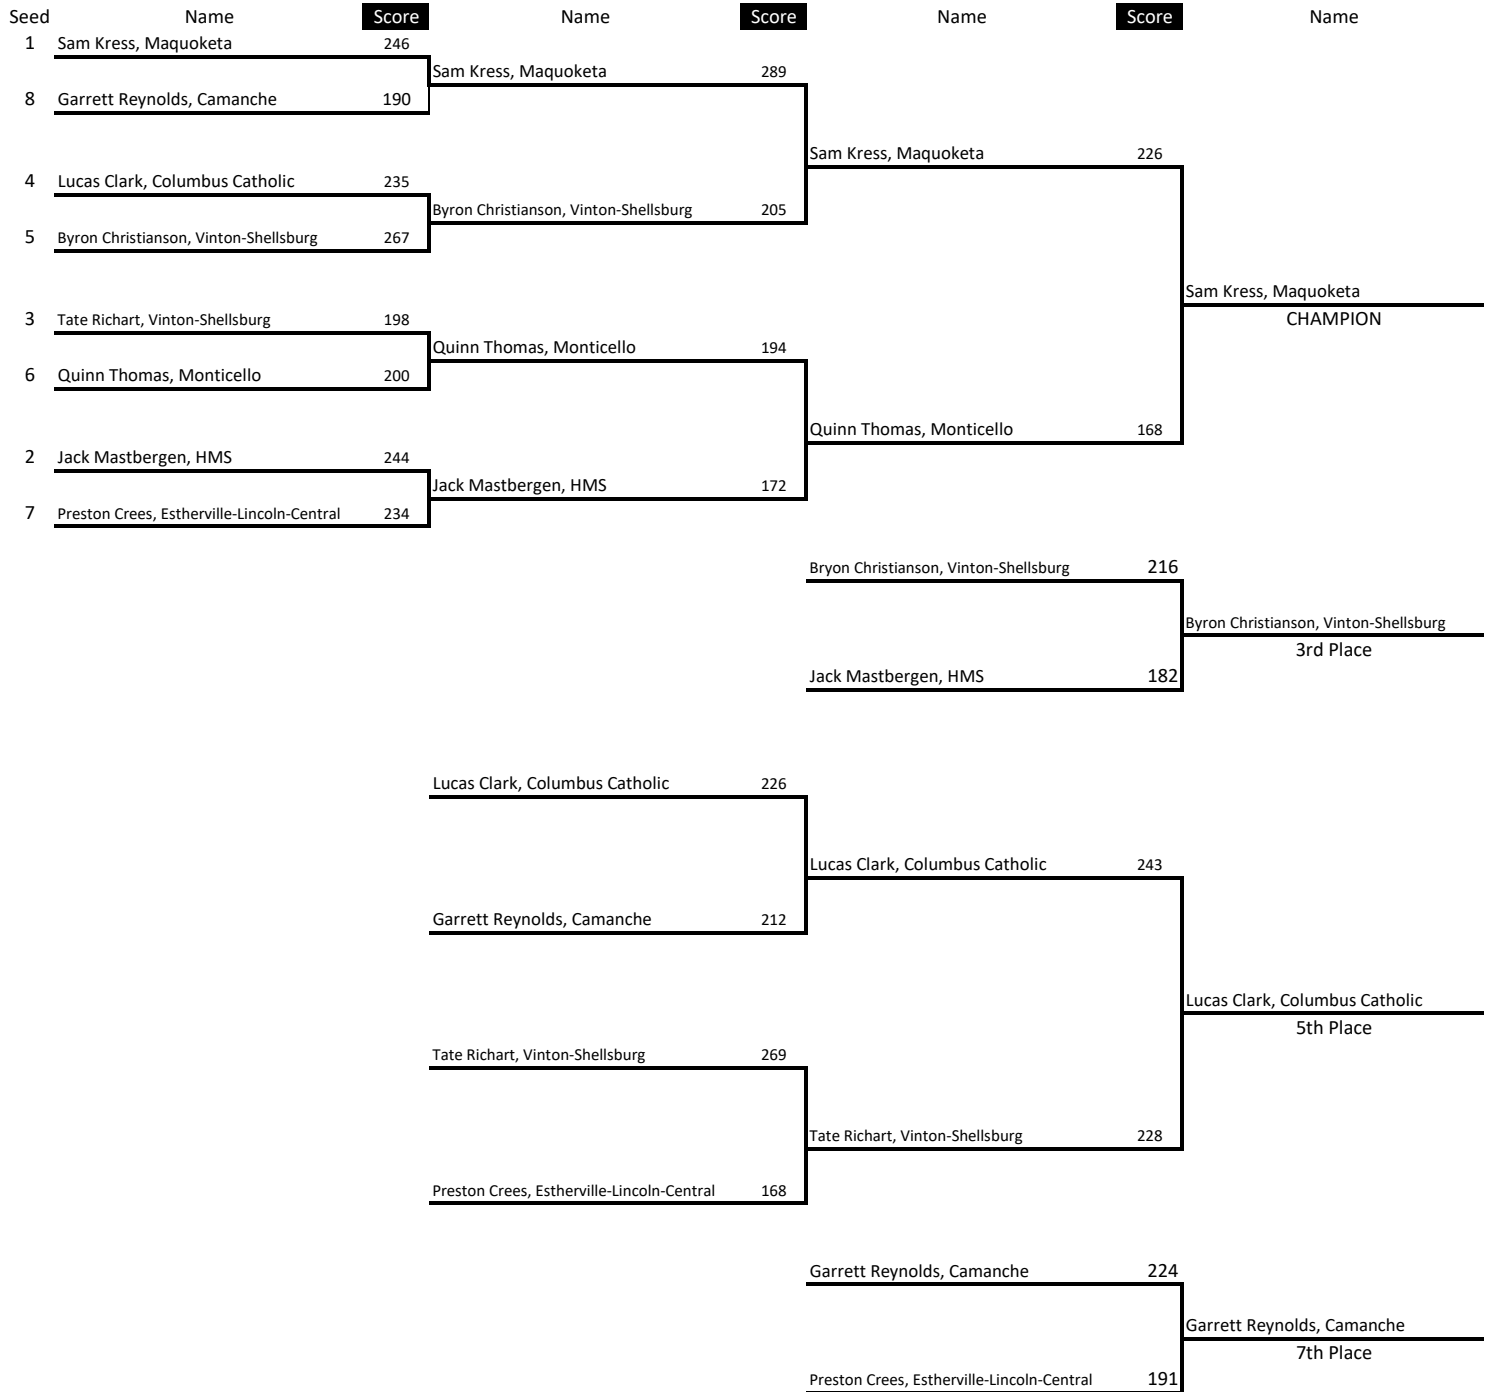 Seed Name Score Name Score Name Score Name
1 Sam Kress, Maquoketa 246
Sam Kress, Maquoketa 289
8 Garrett Reynolds, Camanche 190
Sam Kress, Maquoketa 226
4 Lucas Clark, Columbus Catholic 235
Byron Christianson, Vinton-Shellsburg 205
5 Byron Christianson, Vinton-Shellsburg 267
Sam Kress, Maquoketa
3 Tate Richart, Vinton-Shellsburg 198 CHAMPION
Quinn Thomas, Monticello 194
6 Quinn Thomas, Monticello 200
Quinn Thomas, Monticello 168
2 Jack Mastbergen, HMS 244
Jack Mastbergen, HMS 172
7 Preston Crees, Estherville-Lincoln-Central 234
Bryon Christianson, Vinton-Shellsburg 216
Byron Christianson, Vinton-Shellsburg
3rd Place
Jack Mastbergen, HMS 182
Lucas Clark, Columbus Catholic 226
Lucas Clark, Columbus Catholic 243
Garrett Reynolds, Camanche 212
Lucas Clark, Columbus Catholic
5th Place
Tate Richart, Vinton-Shellsburg 269
Tate Richart, Vinton-Shellsburg 228
Preston Crees, Estherville-Lincoln-Central 168
Garrett Reynolds, Camanche 224
Garrett Reynolds, Camanche
7th Place
Preston Crees, Estherville-Lincoln-Central 191